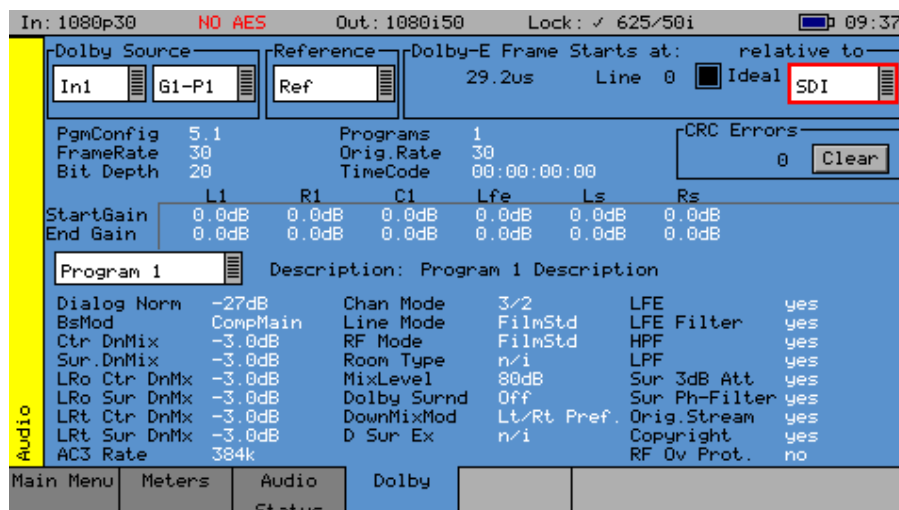 In: 1080p30 NO AES Out: 1080i50 Lock: ✓ 625/50i 09:37
Dolby Source Reference Dolby-E Frame Starts at: relative to
In1 G1-P1 Ref 29.2us Line 0 Ideal SDI
PgmConfig 5.1 Programs 1 CRC Errors
FrameRate 30 Orig.Rate 30 0 Clear
Bit Depth 20 TimeCode 00:00:00:00
L1 R1 C1 Lfe Ls Rs
StartGain 0.0dB 0.0dB 0.0dB 0.0dB 0.0dB 0.0dB
End Gain 0.0dB 0.0dB 0.0dB 0.0dB 0.0dB 0.0dB
Program 1 Description: Program 1 Description
Dialog Norm -27dB Chan Mode 3/2 LFE yes
BsMod CompMain Line Mode FilmStd LFE Filter yes
Ctr DnMix -3.0dB RF Mode FilmStd HPF yes
Sur.DnMix -3.0dB Room Type n/i LPF yes
LRo Ctr DnMx -3.0dB MixLevel 80dB Sur 3dB Att yes
LRo Sur DnMx -3.0dB Dolby Surnd Off Sur Ph-Filter yes
LRt Ctr DnMx -3.0dB DownMixMod Lt/Rt Pref. Orig.Stream yes
LRt Sur DnMx -3.0dB D Sur Ex n/i Copyright yes
AC3 Rate 384k RF Ov Prot. no
Audio
Main Menu Meters Audio Status Dolby